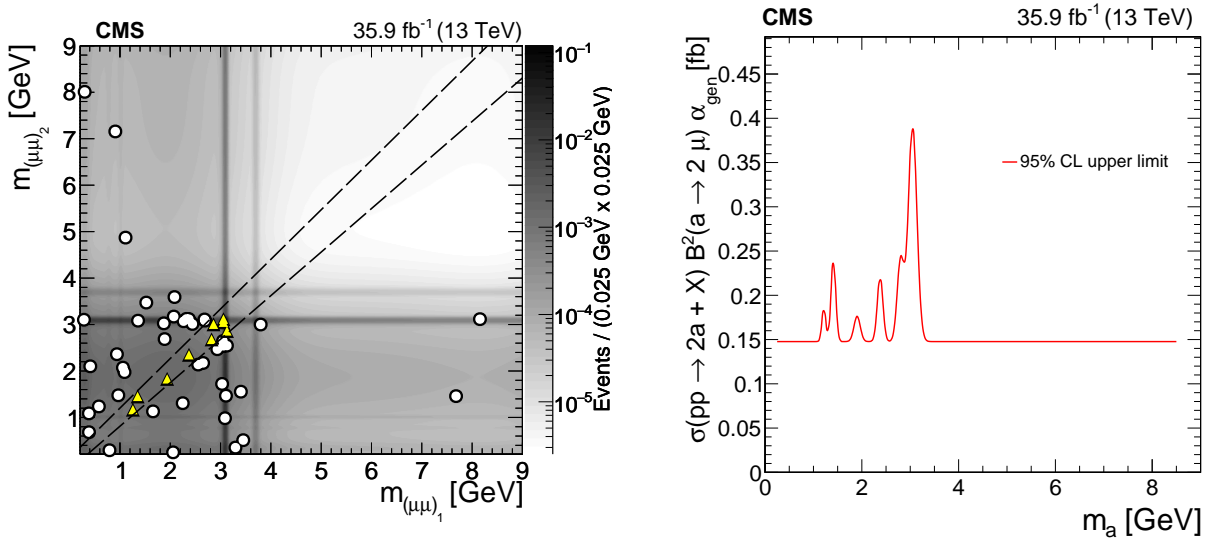 CMS
35.9 fb⁻¹ (13 TeV)
m(μμ)₂ [GeV]
9
8
7
6
5
4
3
2
1
1 2 3 4 5 6 7 8 9
m(μμ)₁ [GeV]
10⁻¹
10⁻²
10⁻³
10⁻⁴
10⁻⁵
Events / (0.025 GeV x 0.025 GeV)
CMS
35.9 fb⁻¹ (13 TeV)
σ(pp → 2a + X) B²(a → 2 μ) α_gen [fb]
0.45
0.4
0.35
0.3
0.25
0.2
0.15
0.1
0.05
0
0 2 4 6 8
95% CL upper limit
m_a [GeV]